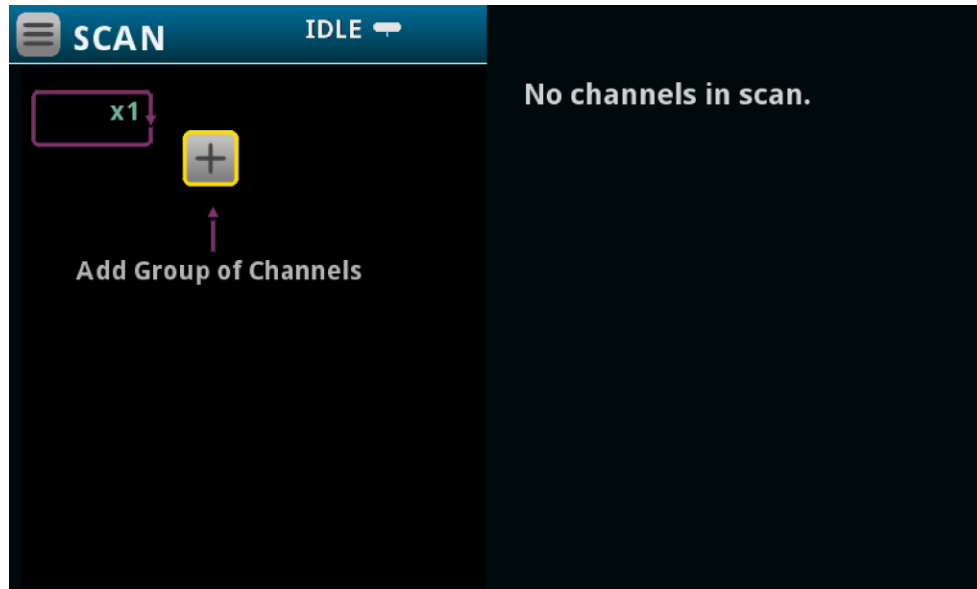 SCAN
IDLE
x1
Add Group of Channels
No channels in scan.